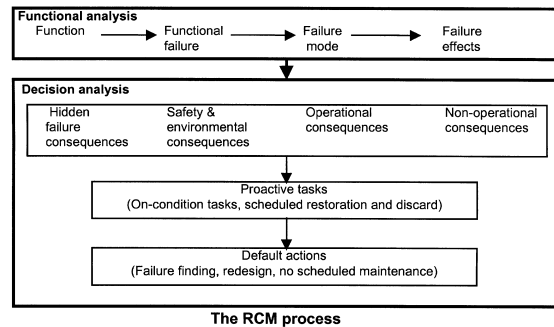 Functional analysis
Function Functional failure Failure mode Failure effects
Decision analysis
Hidden failure consequences
Safety & environmental consequences
Operational consequences
Non-operational consequences
Proactive tasks
(On-condition tasks, scheduled restoration and discard)
Default actions
(Failure finding, redesign, no scheduled maintenance)
The RCM process